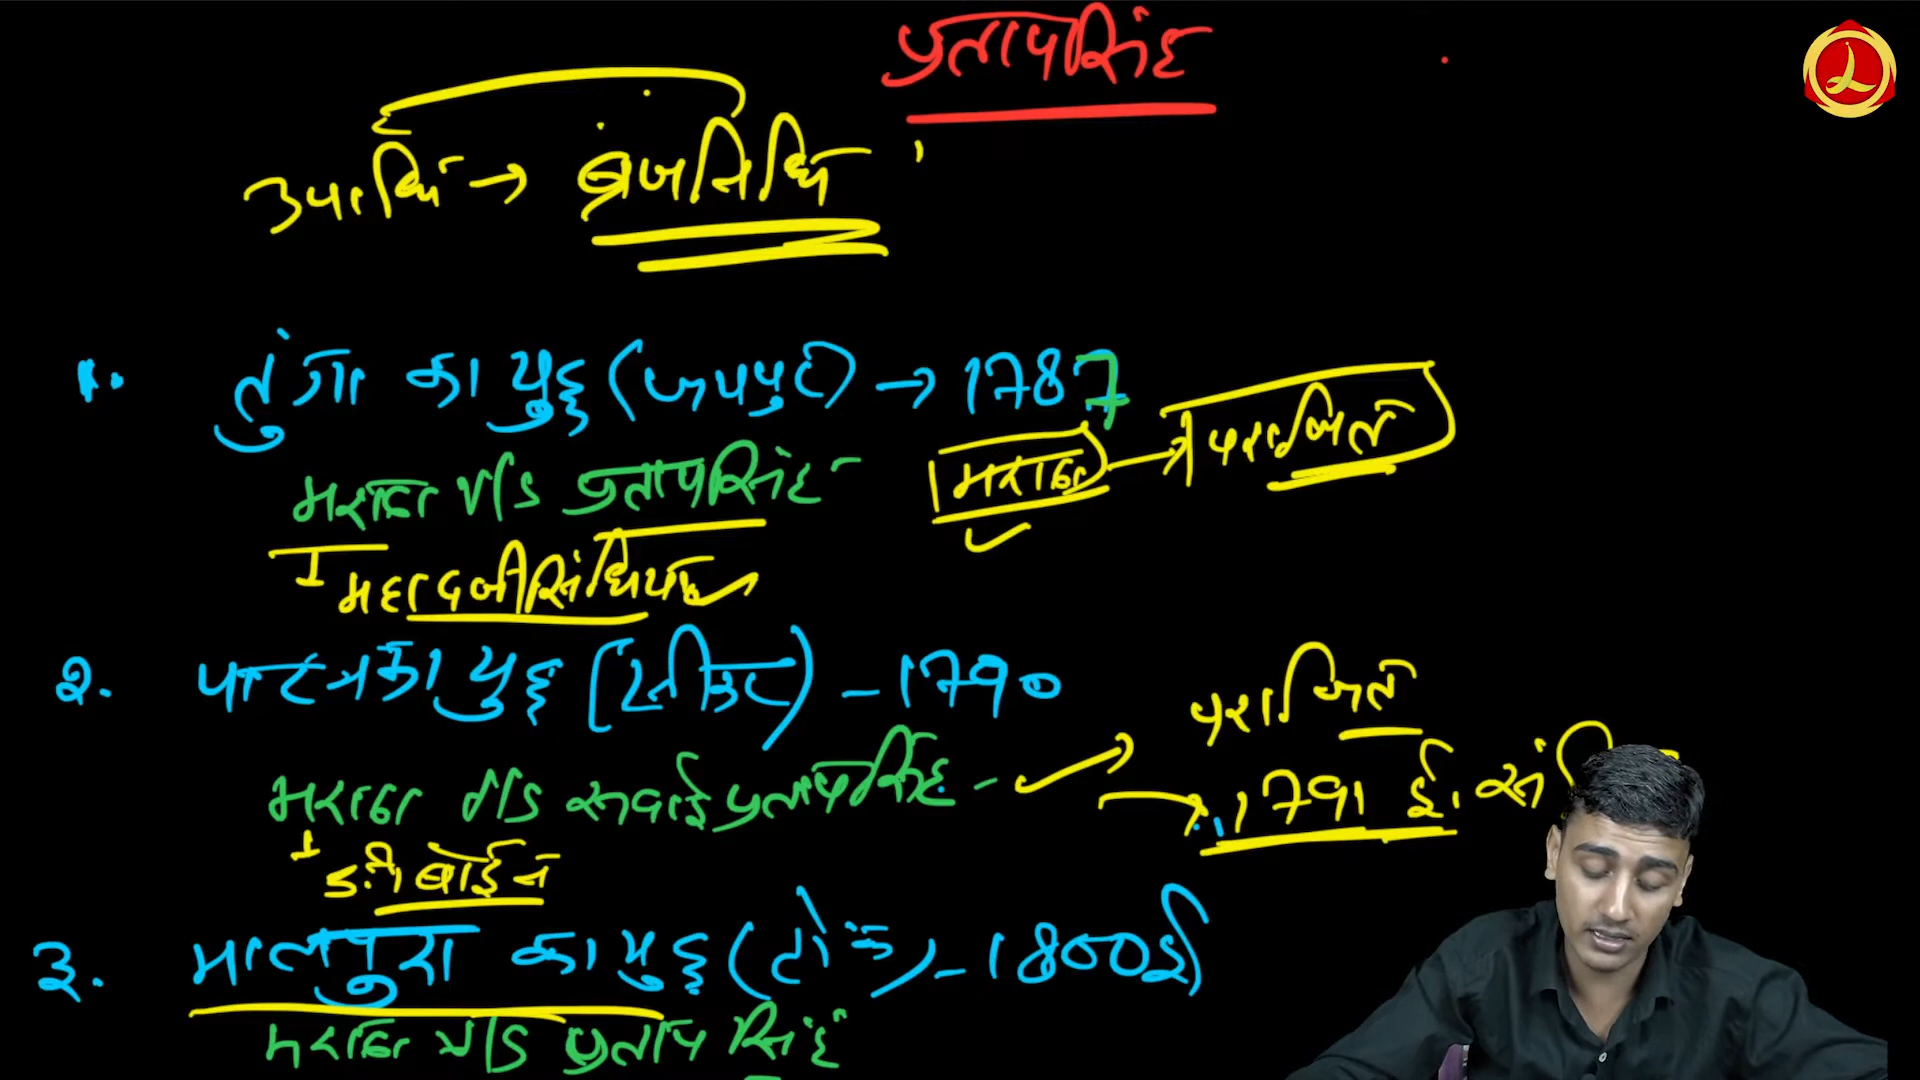 प्रतापसिंह
उपाधि → ब्रजनिधि
1. तुंगा का युद्ध (जयपुर) → 1787
मराठा V/S प्रतापसिंह
मराठा → पराजित
महादजी सिंधिया
2. पाटन का युद्ध (सीकर) - 1790
पराजित
मराठा V/S सवाई प्रतापसिंह -
→ 1791 ई.
डी बोईन
3. मालपुरा का युद्ध (टोंक) - 1800ई
मराठा V/S प्रताप सिंह